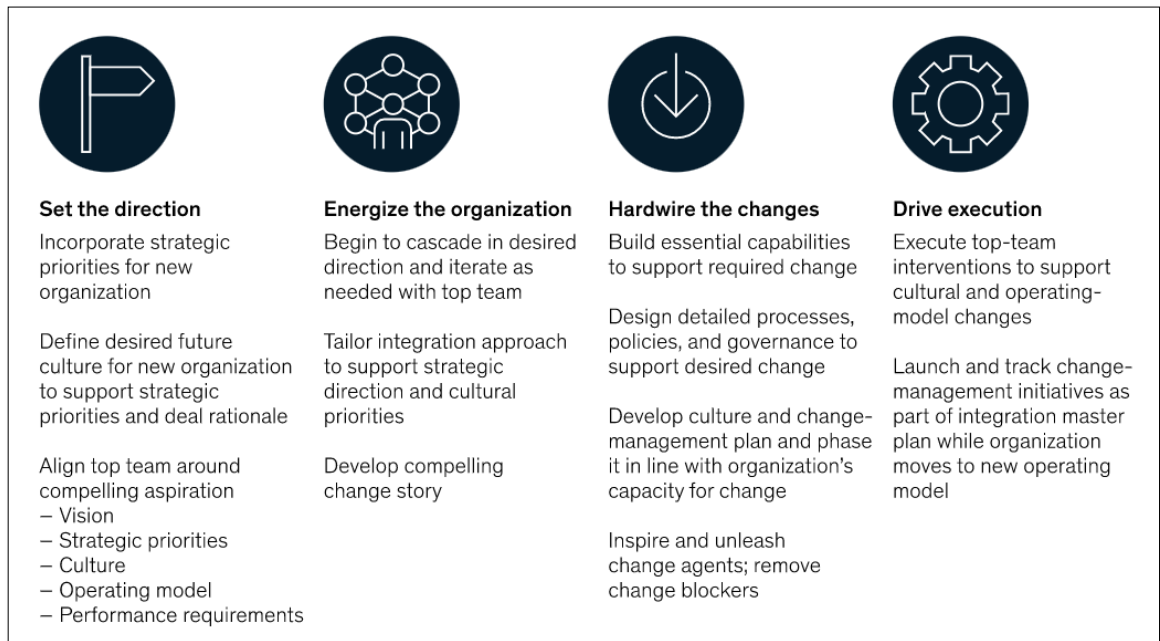 Set the direction
Incorporate strategic
priorities for new
organization
Define desired future
culture for new organization
to support strategic
priorities and deal rationale
Align top team around
compelling aspiration
– Vision
– Strategic priorities
– Culture
– Operating model
– Performance requirements
Energize the organization
Begin to cascade in desired
direction and iterate as
needed with top team
Tailor integration approach
to support strategic
direction and cultural
priorities
Develop compelling
change story
Hardwire the changes
Build essential capabilities
to support required change
Design detailed processes,
policies, and governance to
support desired change
Develop culture and change-
management plan and phase
it in line with organization’s
capacity for change
Inspire and unleash
change agents; remove
change blockers
Drive execution
Execute top-team
interventions to support
cultural and operating-
model changes
Launch and track change-
management initiatives as
part of integration master
plan while organization
moves to new operating
model